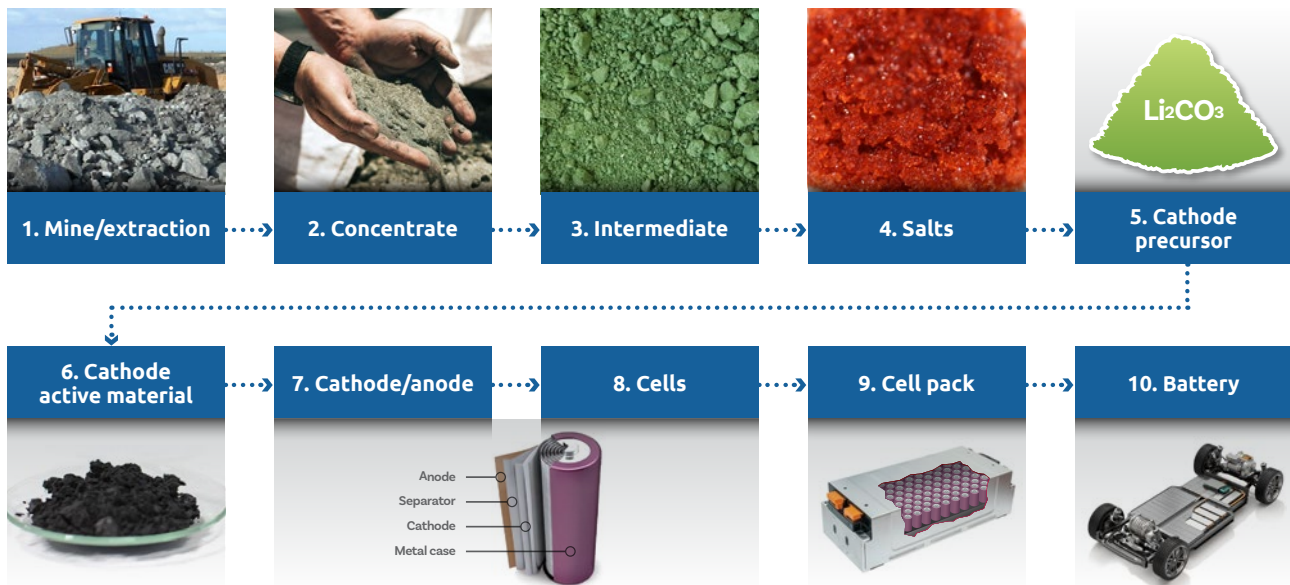 Li₂CO₃
1. Mine/extraction
2. Concentrate
3. Intermediate
4. Salts
5. Cathode
precursor
6. Cathode
active material
7. Cathode/anode
8. Cells
9. Cell pack
10. Battery
Anode
Separator
Cathode
Metal case